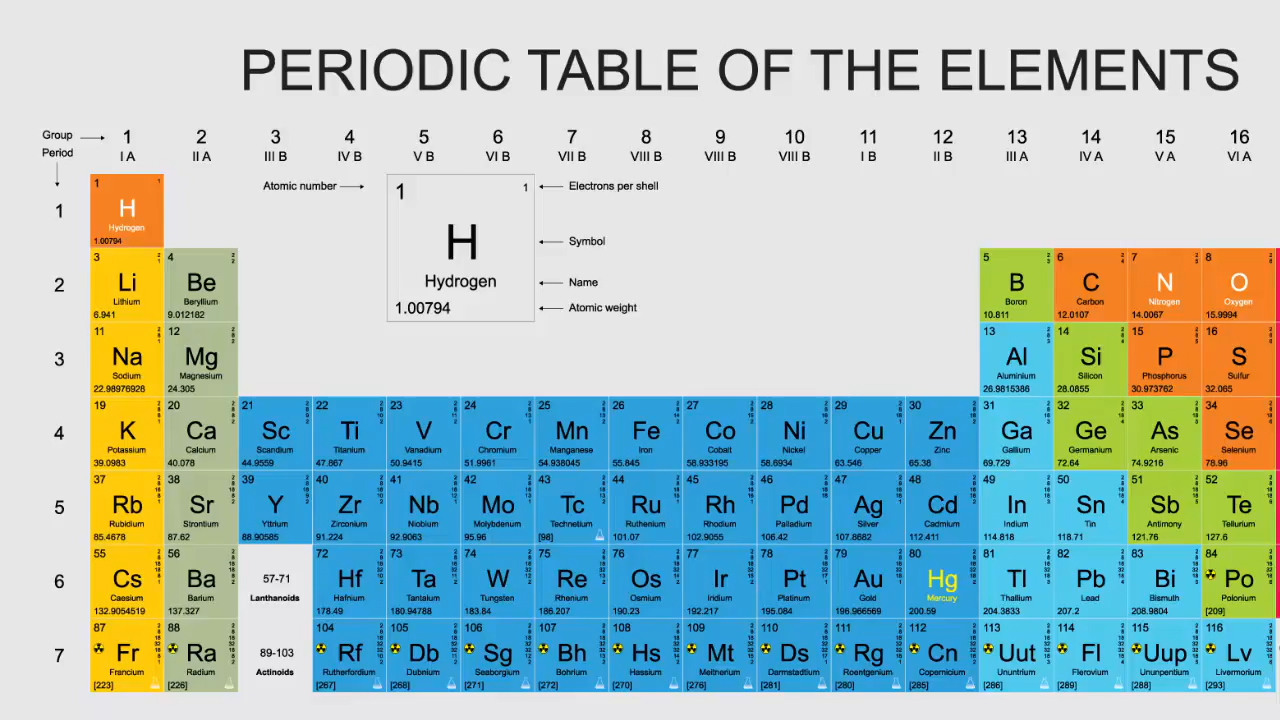 PERIODIC TABLE OF THE ELEMENTS
Group 1 2 3 4 5 6 7 8 9 10 11 12 13 14 15 16
Period I A II A III B IV B V B VI B VII B VIII B VIII B VIII B I B II B III A IV A V A VI A
1 1 Atomic number 1 1 Electrons per shell
1 H H Symbol
Hydrogen Hydrogen Name
1.00794 1.00794 Atomic weight
3 4 5 6 7 8
2 Li Be B C N O
Lithium Beryllium Boron Carbon Nitrogen Oxygen
6.941 9.012182 10.811 12.0107 14.0067 15.9994
11 12 13 14 15 16
3 Na Mg Al Si P S
Sodium Magnesium Aluminium Silicon Phosphorus Sulfur
22.98976928 24.305 26.9815386 28.0855 30.973762 32.065
19 20 21 22 23 24 25 26 27 28 29 30 31 32 33 34
4 K Ca Sc Ti V Cr Mn Fe Co Ni Cu Zn Ga Ge As Se
Potassium Calcium Scandium Titanium Vanadium Chromium Manganese Iron Cobalt Nickel Copper Zinc Gallium Germanium Arsenic Selenium
39.0983 40.078 44.9559 47.867 50.9415 51.9961 54.938045 55.845 58.933195 58.6934 63.546 65.38 69.729 72.64 74.9216 78.96
37 38 39 40 41 42 43 44 45 46 47 48 49 50 51 52
5 Rb Sr Y Zr Nb Mo Tc Ru Rh Pd Ag Cd In Sn Sb Te
Rubidium Strontium Yttrium Zirconium Niobium Molybdenum Technetium Ruthenium Rhodium Palladium Silver Cadmium Indium Tin Antimony Tellurium
85.4678 87.62 88.90585 91.224 92.9063 95.96 [98] 101.07 102.9055 106.42 107.8682 112.411 114.818 118.71 121.76 127.6
55 56 72 73 74 75 76 77 78 79 80 81 82 83 84
6 Cs Ba 57-71 Hf Ta W Re Os Ir Pt Au Hg Tl Pb Bi Po
Caesium Barium Lanthanoids Hafnium Tantalum Tungsten Rhenium Osmium Iridium Platinum Gold Mercury Thallium Lead Bismuth Polonium
132.9054519 137.327 178.49 180.94788 183.84 186.207 190.23 192.217 195.084 196.966569 200.59 204.3833 207.2 208.9804 [209]
87 88 104 105 106 107 108 109 110 111 112 113 114 115 116
7 Fr Ra 89-103 Rf Db Sg Bh Hs Mt Ds Rg Cn Uut Fl Uup Lv
Francium Radium Actinoids Rutherfordium Dubnium Seaborgium Bohrium Hassium Meitnerium Darmstadtium Roentgenium Copernicium Ununtrium Flerovium Ununpentium Livermorium
[223] [226] [267] [268] [271] [272] [270] [276] [281] [280] [285] [286] [289] [288] [293]